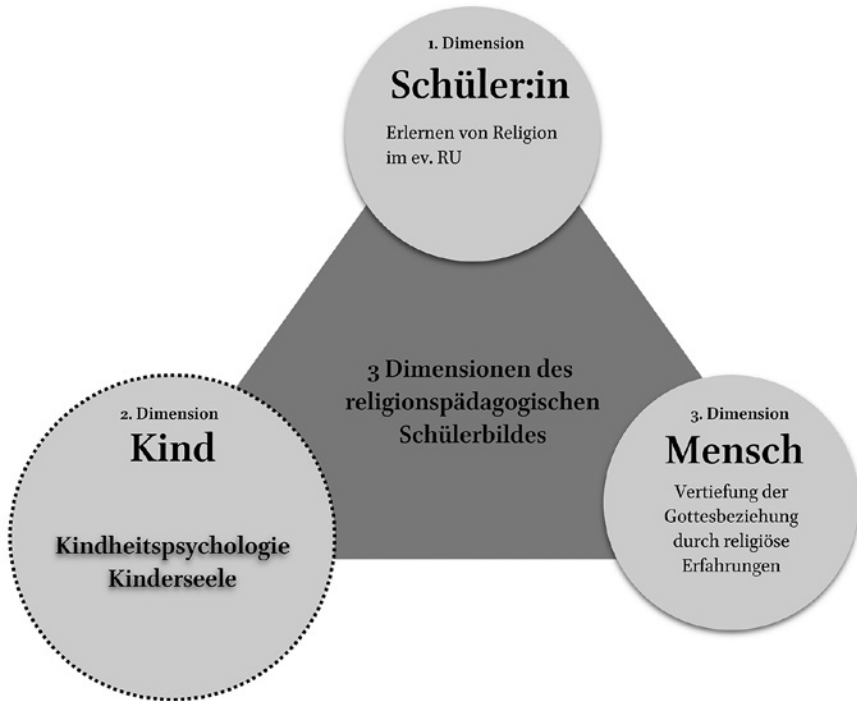 1. Dimension
Schüler:in
Erlernen von Religion
im ev. RU
3 Dimensionen des
religionspädagogischen
Schülerbildes
2. Dimension
Kind
Kindheitspsychologie
Kinderseele
3. Dimension
Mensch
Vertiefung der
Gottesbeziehung
durch religiöse
Erfahrungen